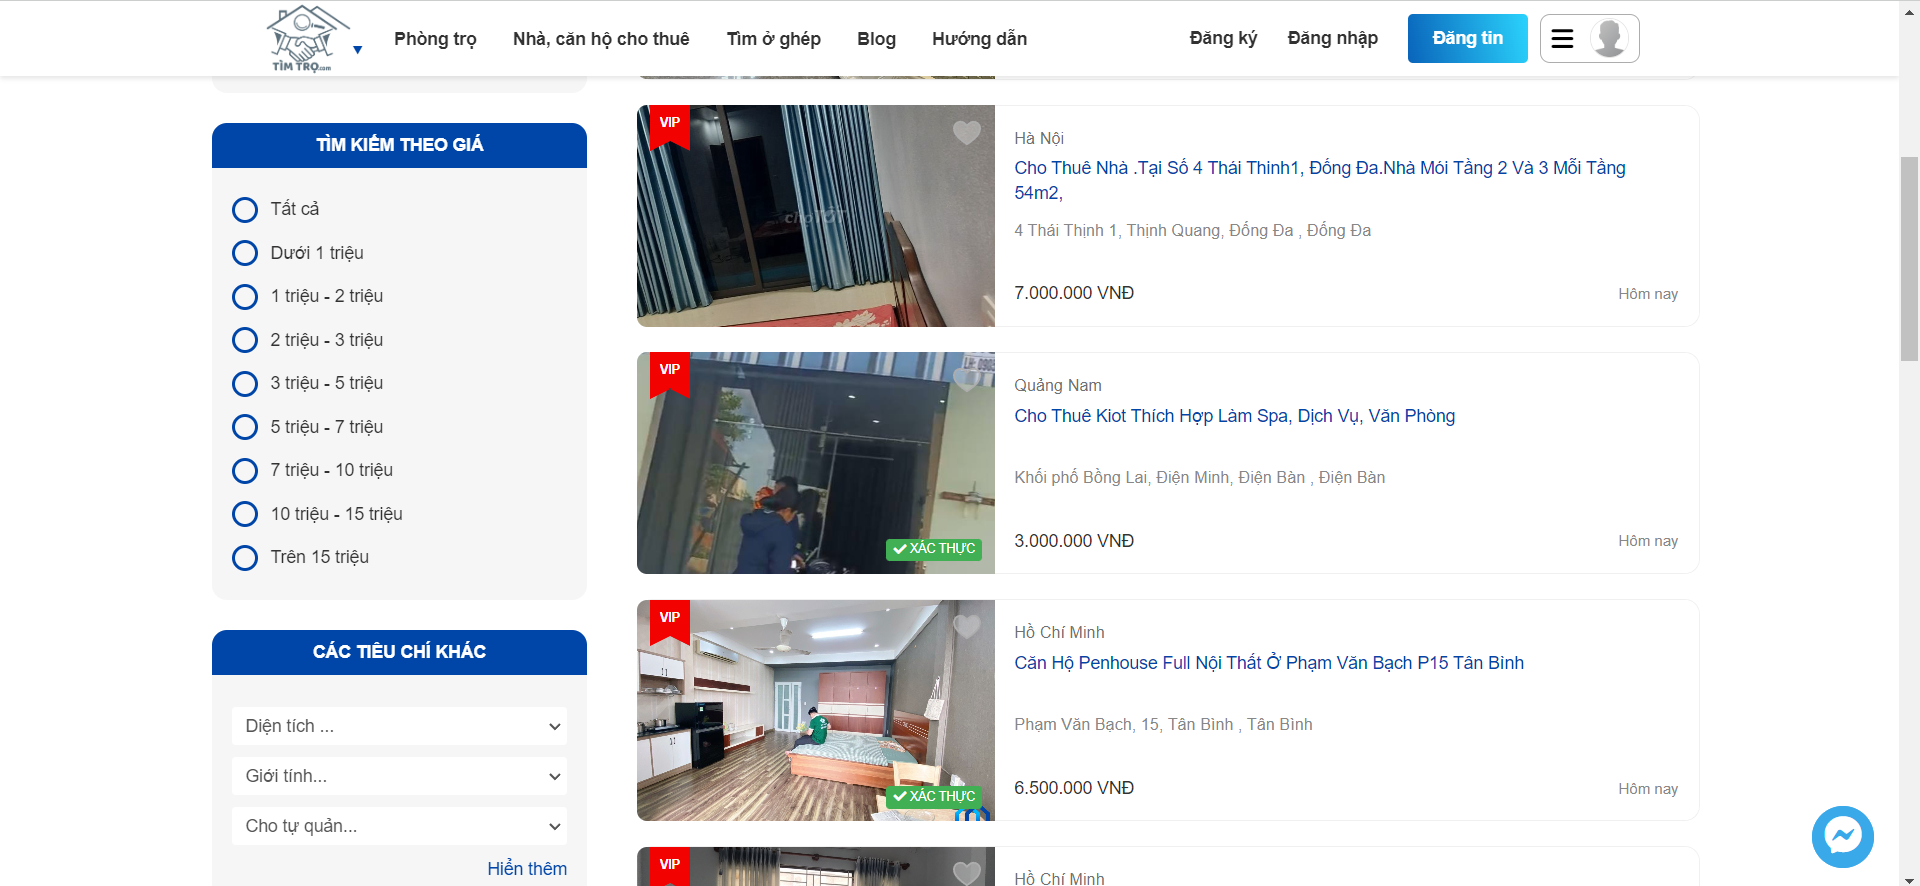 TÌM TRỌ.com
Phòng trọ
Nhà, căn hộ cho thuê
Tìm ở ghép
Blog
Hướng dẫn
Đăng ký
Đăng nhập
Đăng tin
TÌM KIẾM THEO GIÁ
Tất cả
Dưới 1 triệu
1 triệu - 2 triệu
2 triệu - 3 triệu
3 triệu - 5 triệu
5 triệu - 7 triệu
7 triệu - 10 triệu
10 triệu - 15 triệu
Trên 15 triệu
CÁC TIÊU CHÍ KHÁC
Diện tích ...
Giới tính...
Cho tự quản...
Hiển thêm
VIP
choTỐT
Hà Nội
Cho Thuê Nhà .Tại Số 4 Thái Thinh1, Đống Đa.Nhà Mói Tầng 2 Và 3 Mỗi Tầng
54m2,
4 Thái Thịnh 1, Thịnh Quang, Đống Đa , Đống Đa
7.000.000 VNĐ
Hôm nay
VIP
XÁC THỰC
Quảng Nam
Cho Thuê Kiot Thích Hợp Làm Spa, Dịch Vụ, Văn Phòng
Khối phố Bồng Lai, Điện Minh, Điện Bàn , Điện Bàn
3.000.000 VNĐ
Hôm nay
VIP
XÁC THỰC
Hồ Chí Minh
Căn Hộ Penhouse Full Nội Thất Ở Phạm Văn Bạch P15 Tân Bình
Phạm Văn Bạch, 15, Tân Bình , Tân Bình
6.500.000 VNĐ
Hôm nay
VIP
Hồ Chí Minh